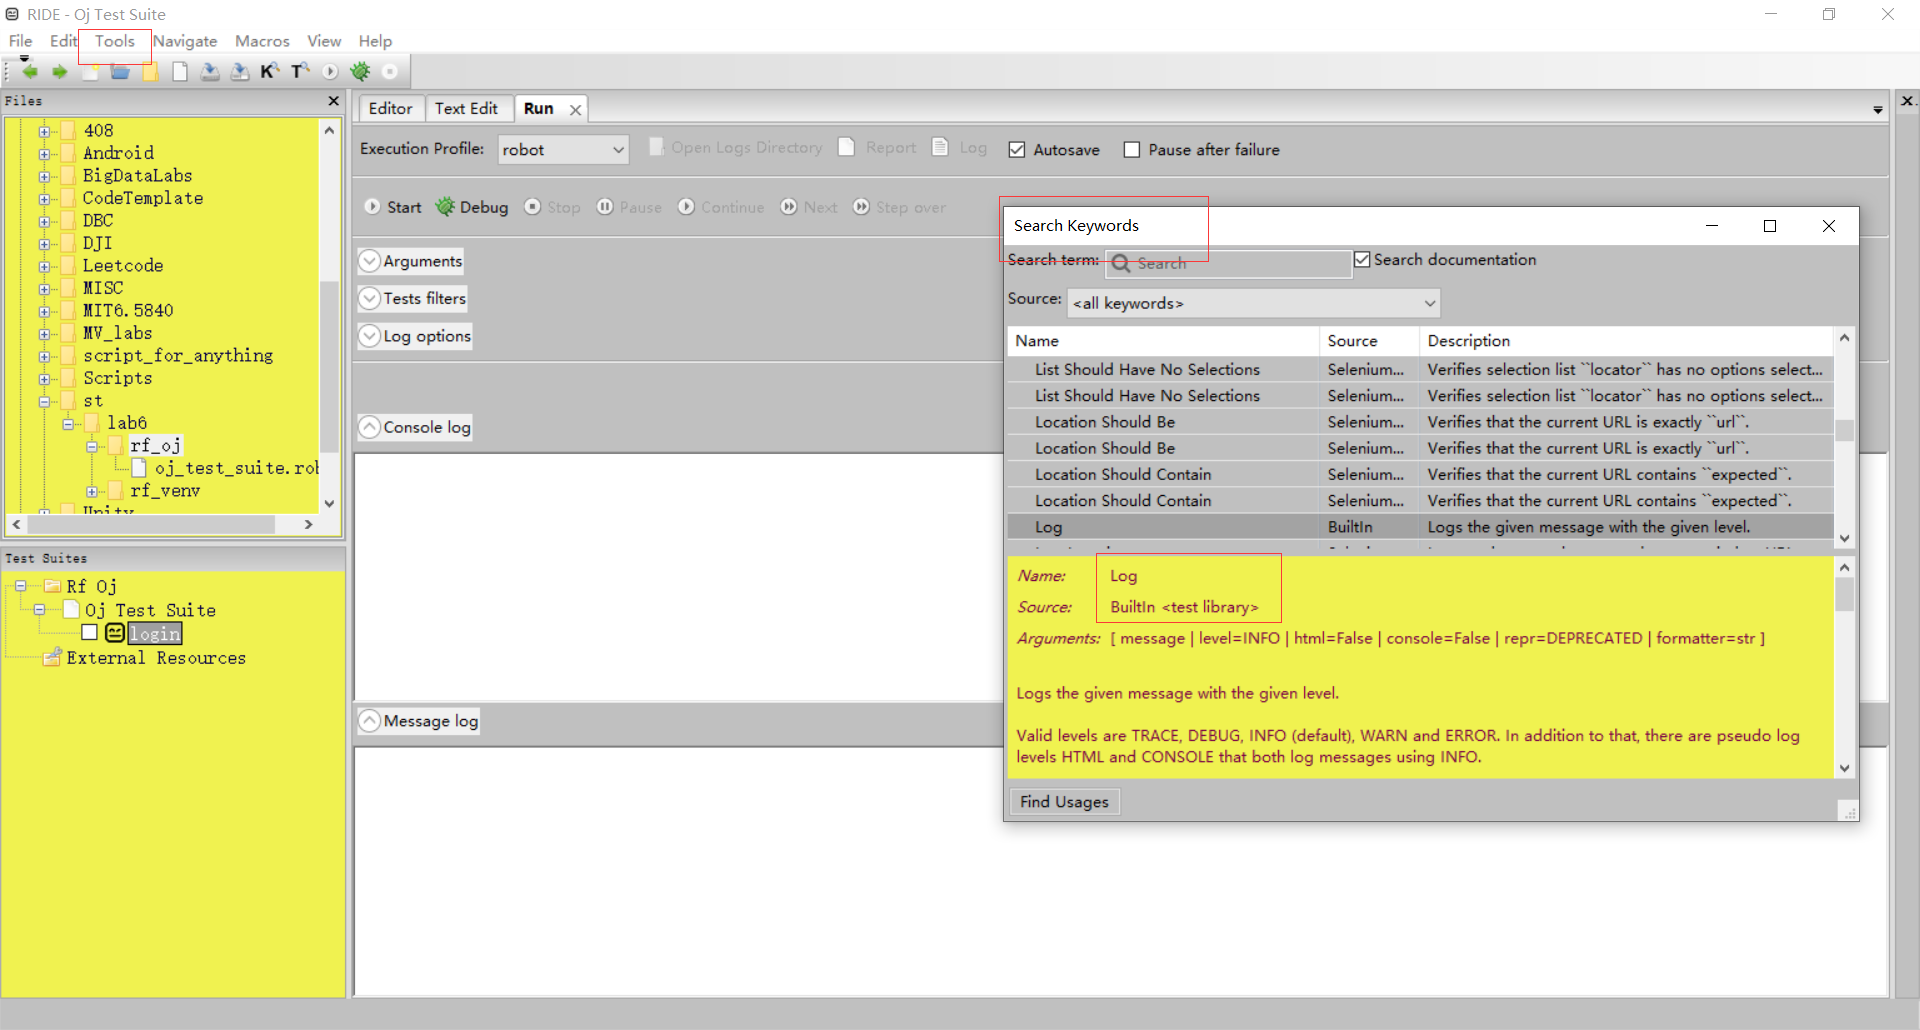 RIDE - Oj Test Suite
File Edit Tools Navigate Macros View Help
Files
408
Android
BigDataLabs
CodeTemplate
DBC
DJI
Leetcode
MISC
MIT6.5840
MV_labs
script_for_anything
Scripts
st
lab6
rf_oj
oj_test_suite.rob
rf_venv
Unity
Test Suites
Rf Oj
Oj Test Suite
login
External Resources
Editor Text Edit Run
Execution Profile: robot Open Logs Directory Report Log Autosave Pause after failure
Start Debug Stop Pause Continue Next Step over
Arguments
Tests filters
Log options
Console log
Message log
Search Keywords
Search term: Search Search documentation
Source: <all keywords>
Name Source Description
List Should Have No Selections Selenium... Verifies selection list ``locator`` has no options select...
List Should Have No Selections Selenium... Verifies selection list ``locator`` has no options select...
Location Should Be Selenium... Verifies that the current URL is exactly ``url``.
Location Should Be Selenium... Verifies that the current URL is exactly ``url``.
Location Should Contain Selenium... Verifies that the current URL contains ``expected``.
Location Should Contain Selenium... Verifies that the current URL contains ``expected``.
Log BuiltIn Logs the given message with the given level.
Name: Log
Source: BuiltIn <test library>
Arguments: [ message | level=INFO | html=False | console=False | repr=DEPRECATED | formatter=str ]
Logs the given message with the given level.
Valid levels are TRACE, DEBUG, INFO (default), WARN and ERROR. In addition to that, there are pseudo log
levels HTML and CONSOLE that both log messages using INFO.
Find Usages